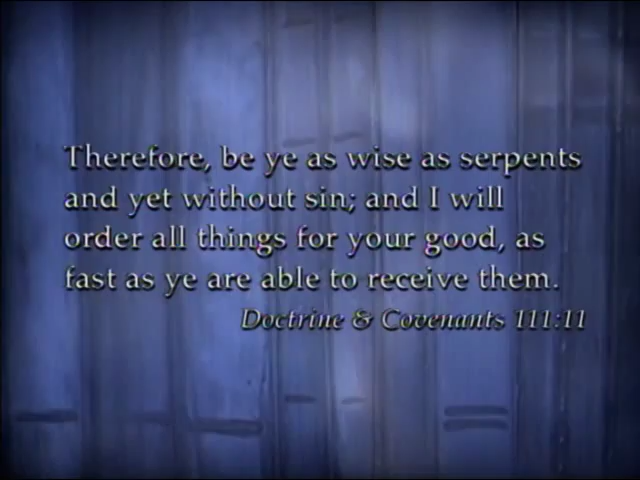 Therefore, be ye as wise as serpents
and yet without sin; and I will
order all things for your good, as
fast as ye are able to receive them.
Doctrine & Covenants 111:11